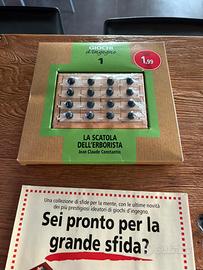 GIOCHI
d'ingegno
1
1,99
LA SCATOLA
DELL'ERBORISTA
Jean Claude Constantin
Una collezione di sfide per la mente, con le ultime novità
dei più prestigiosi ideatori di giochi d'ingegno.
Sei pronto per la
grande sfida?